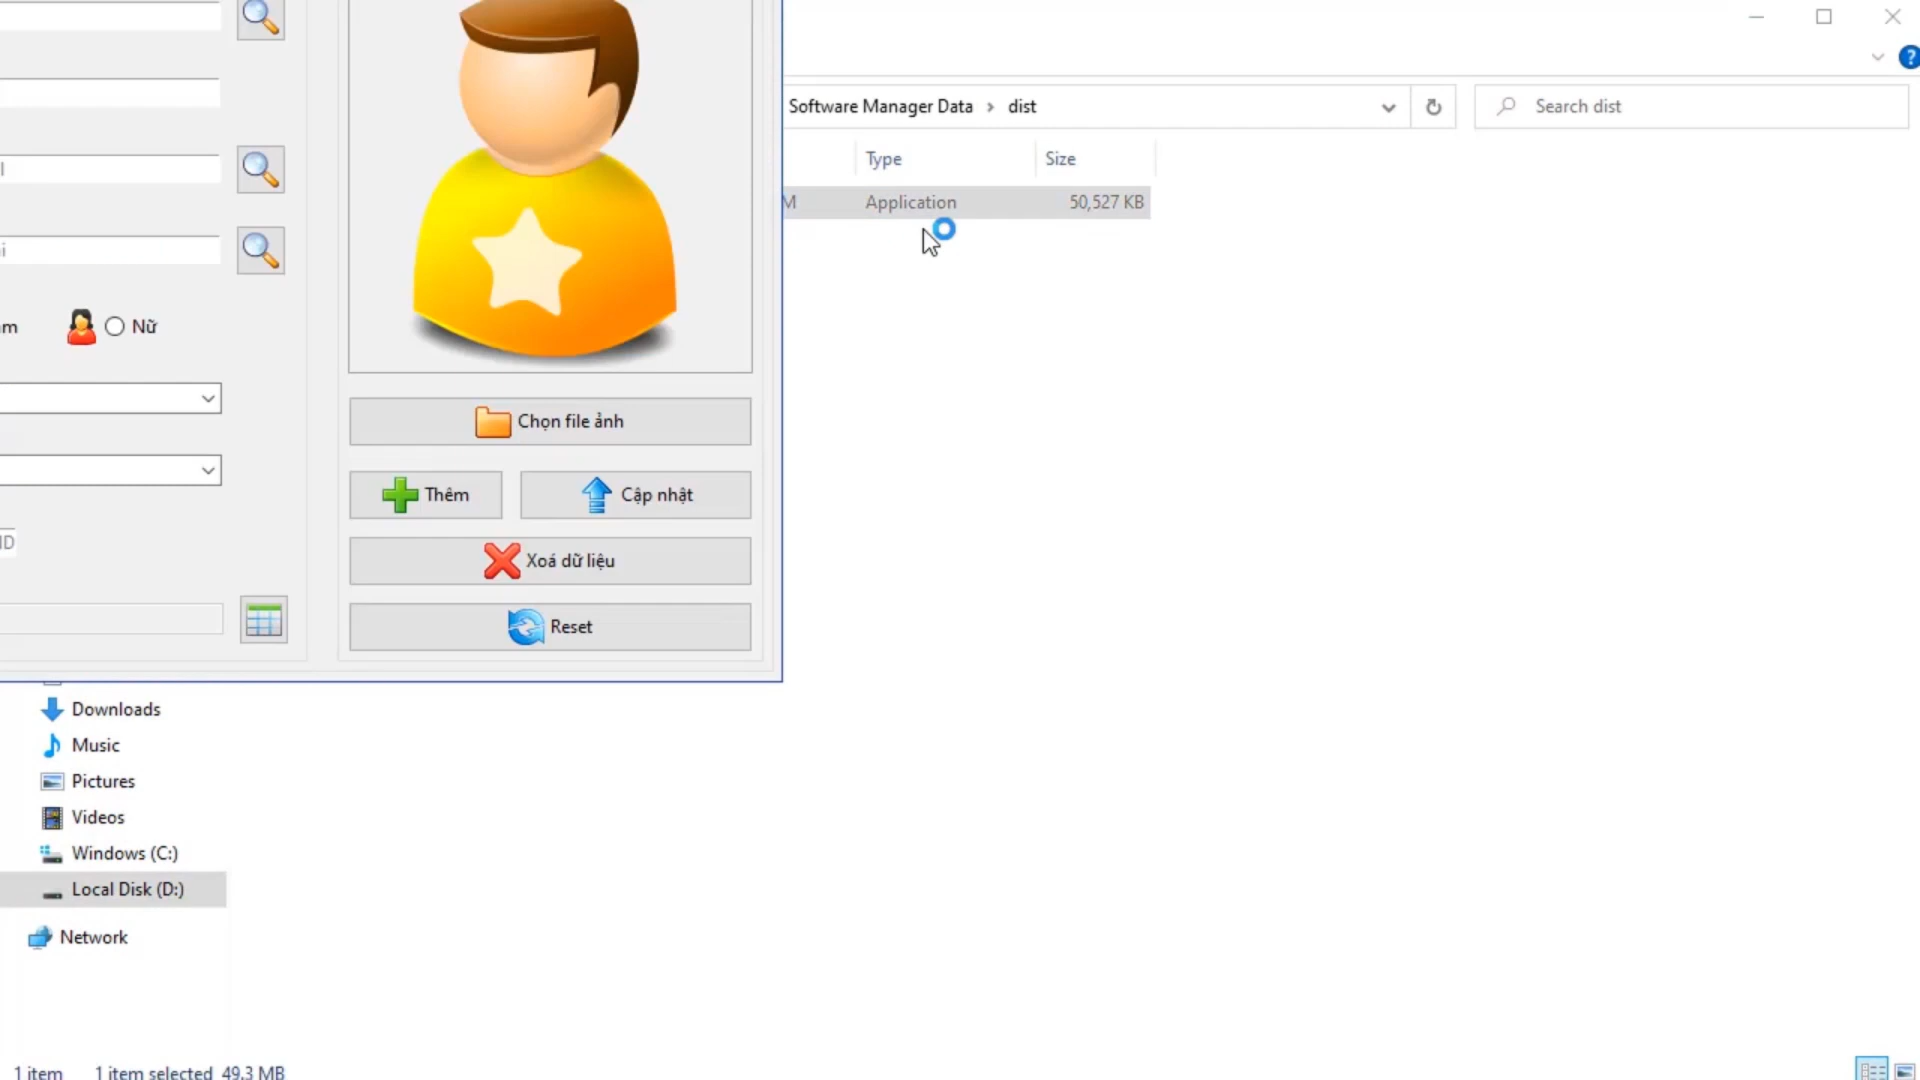 Software Manager Data › dist
Search dist
Type Size
M Application 50,527 KB
Nữ
Chọn file ảnh
Thêm Cập nhật
Xoá dữ liệu
Reset
Downloads
Music
Pictures
Videos
Windows (C:)
Local Disk (D:)
Network
1 item 1 item selected 49.3 MB